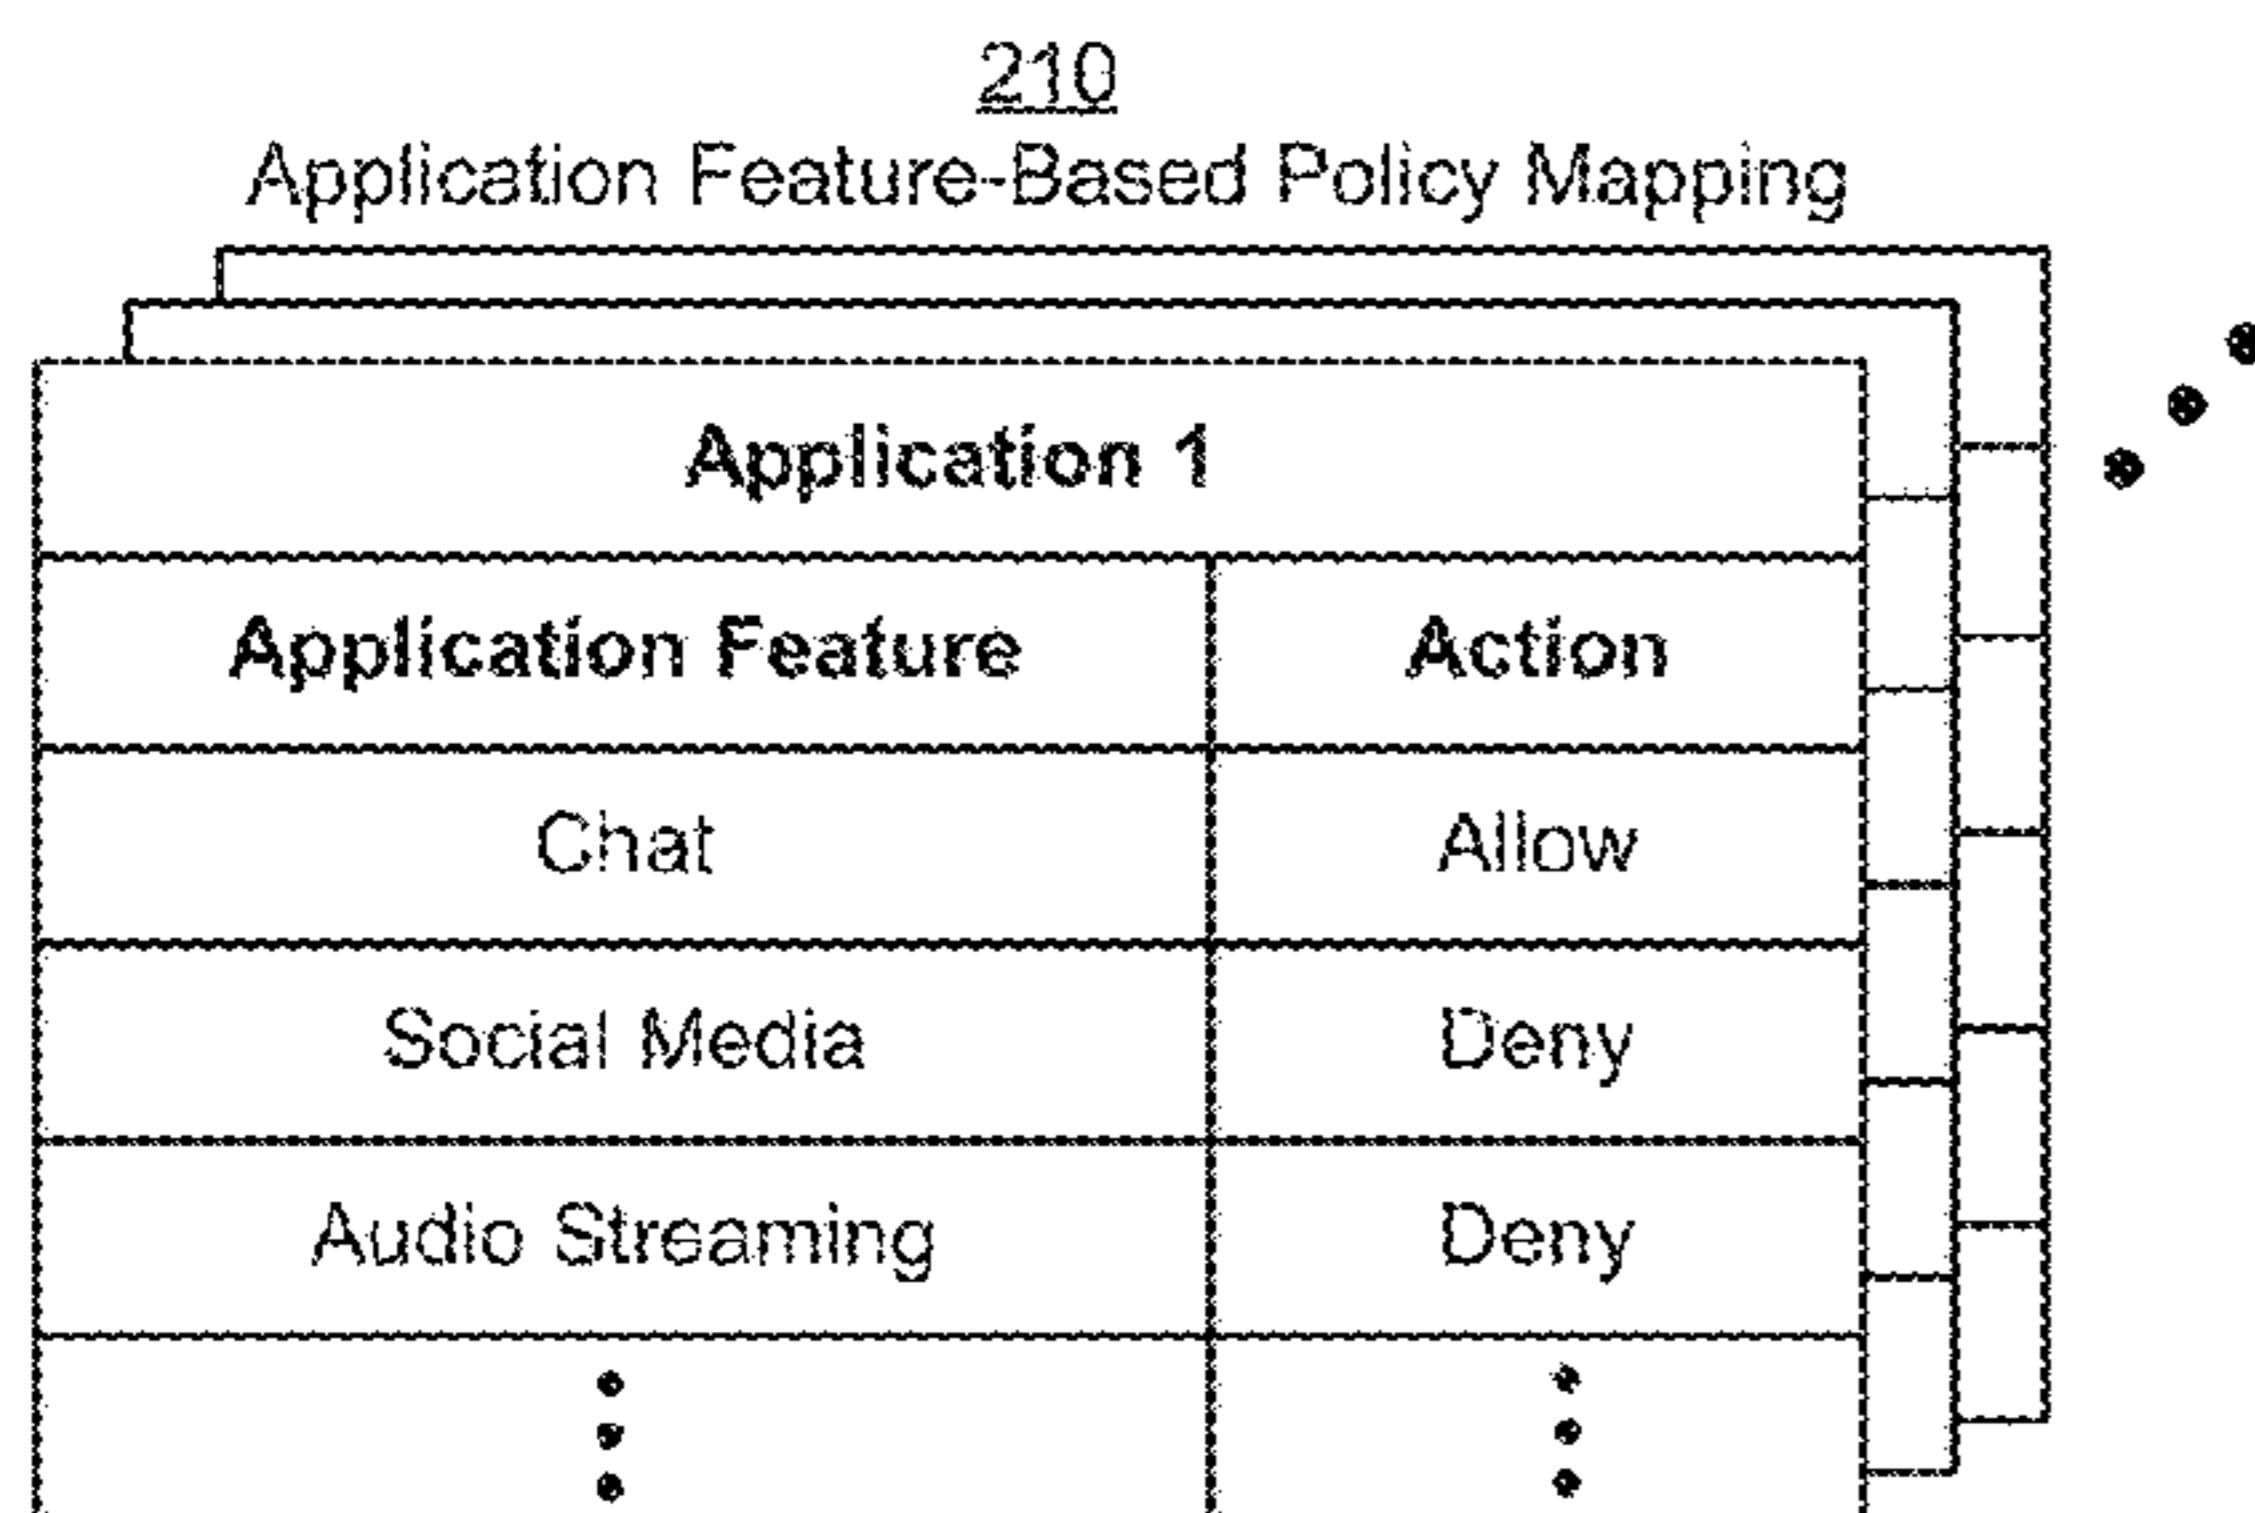 210
Application Feature-Based Policy Mapping
Application 1
Application Feature Action
Chat Allow
Social Media Deny
Audio Streaming Deny